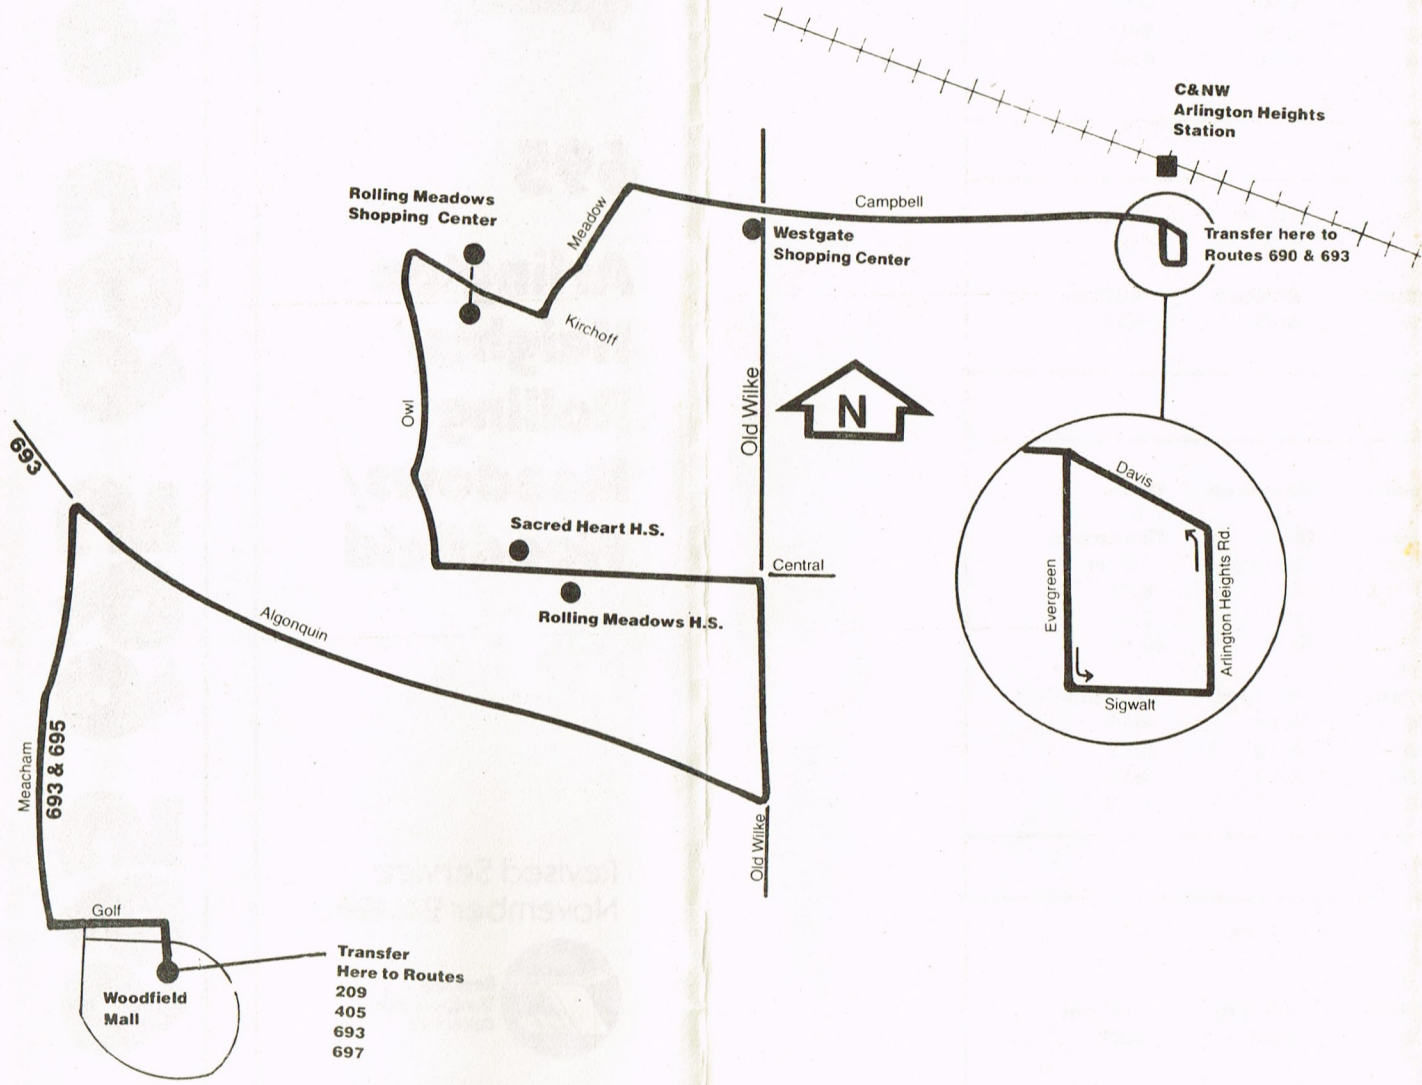 C&NW
Arlington Heights
Station
Rolling Meadows
Shopping Center
Meadow
Campbell
Westgate
Shopping Center
Transfer here to
Routes 690 & 693
Kirchoff
Owl
Old Wilke
N
693
Davis
Sacred Heart H.S.
Central
Evergreen
Arlington Heights Rd.
Rolling Meadows H.S.
Algonquin
Sigwalt
Meacham
693 & 695
Old Wilke
Golf
Woodfield
Mall
Transfer
Here to Routes
209
405
693
697